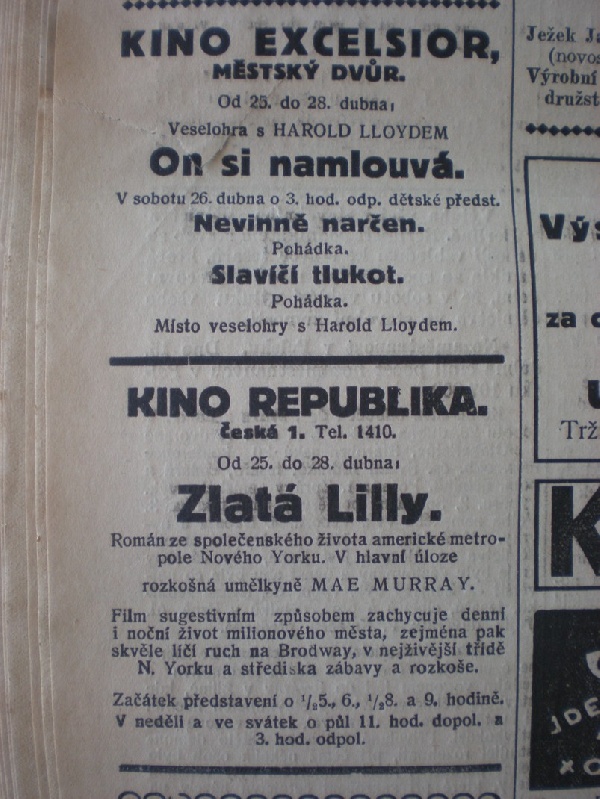 KINO EXCELSIOR,
MĚSTSKÝ DVŮR.
Od 25. do 28. dubna:
Veselohra s HAROLD LLOYDEM
On si namlouvá.
V sobotu 26. dubna o 3. hod. odp. dětské předst.
Nevinně narčen.
Pohádka.
Slavíčí tlukot.
Pohádka.
Místo veselohry s Harold Lloydem.
KINO REPUBLIKA.
Česká 1. Tel. 1410.
Od 25. do 28. dubna:
Zlatá Lilly.
Román ze společenského života americké metro-
pole Nového Yorku. V hlavní úloze
rozkošná umělkyně MAE MURRAY.
Film sugestivním způsobem zachycuje denní
i noční život milionového města, zejména pak
skvěle líčí ruch na Brodway, v nejživější třídě
N. Yorku a střediska zábavy a rozkoše.
Začátek představení o ½5., 6., ½8. a 9. hodině.
V neděli a ve svátek o půl 11. hod. dopol. a
3. hod. odpol.
Ježek
(novos
Výrobní
družst
Výs
za
Trž
K
JDE